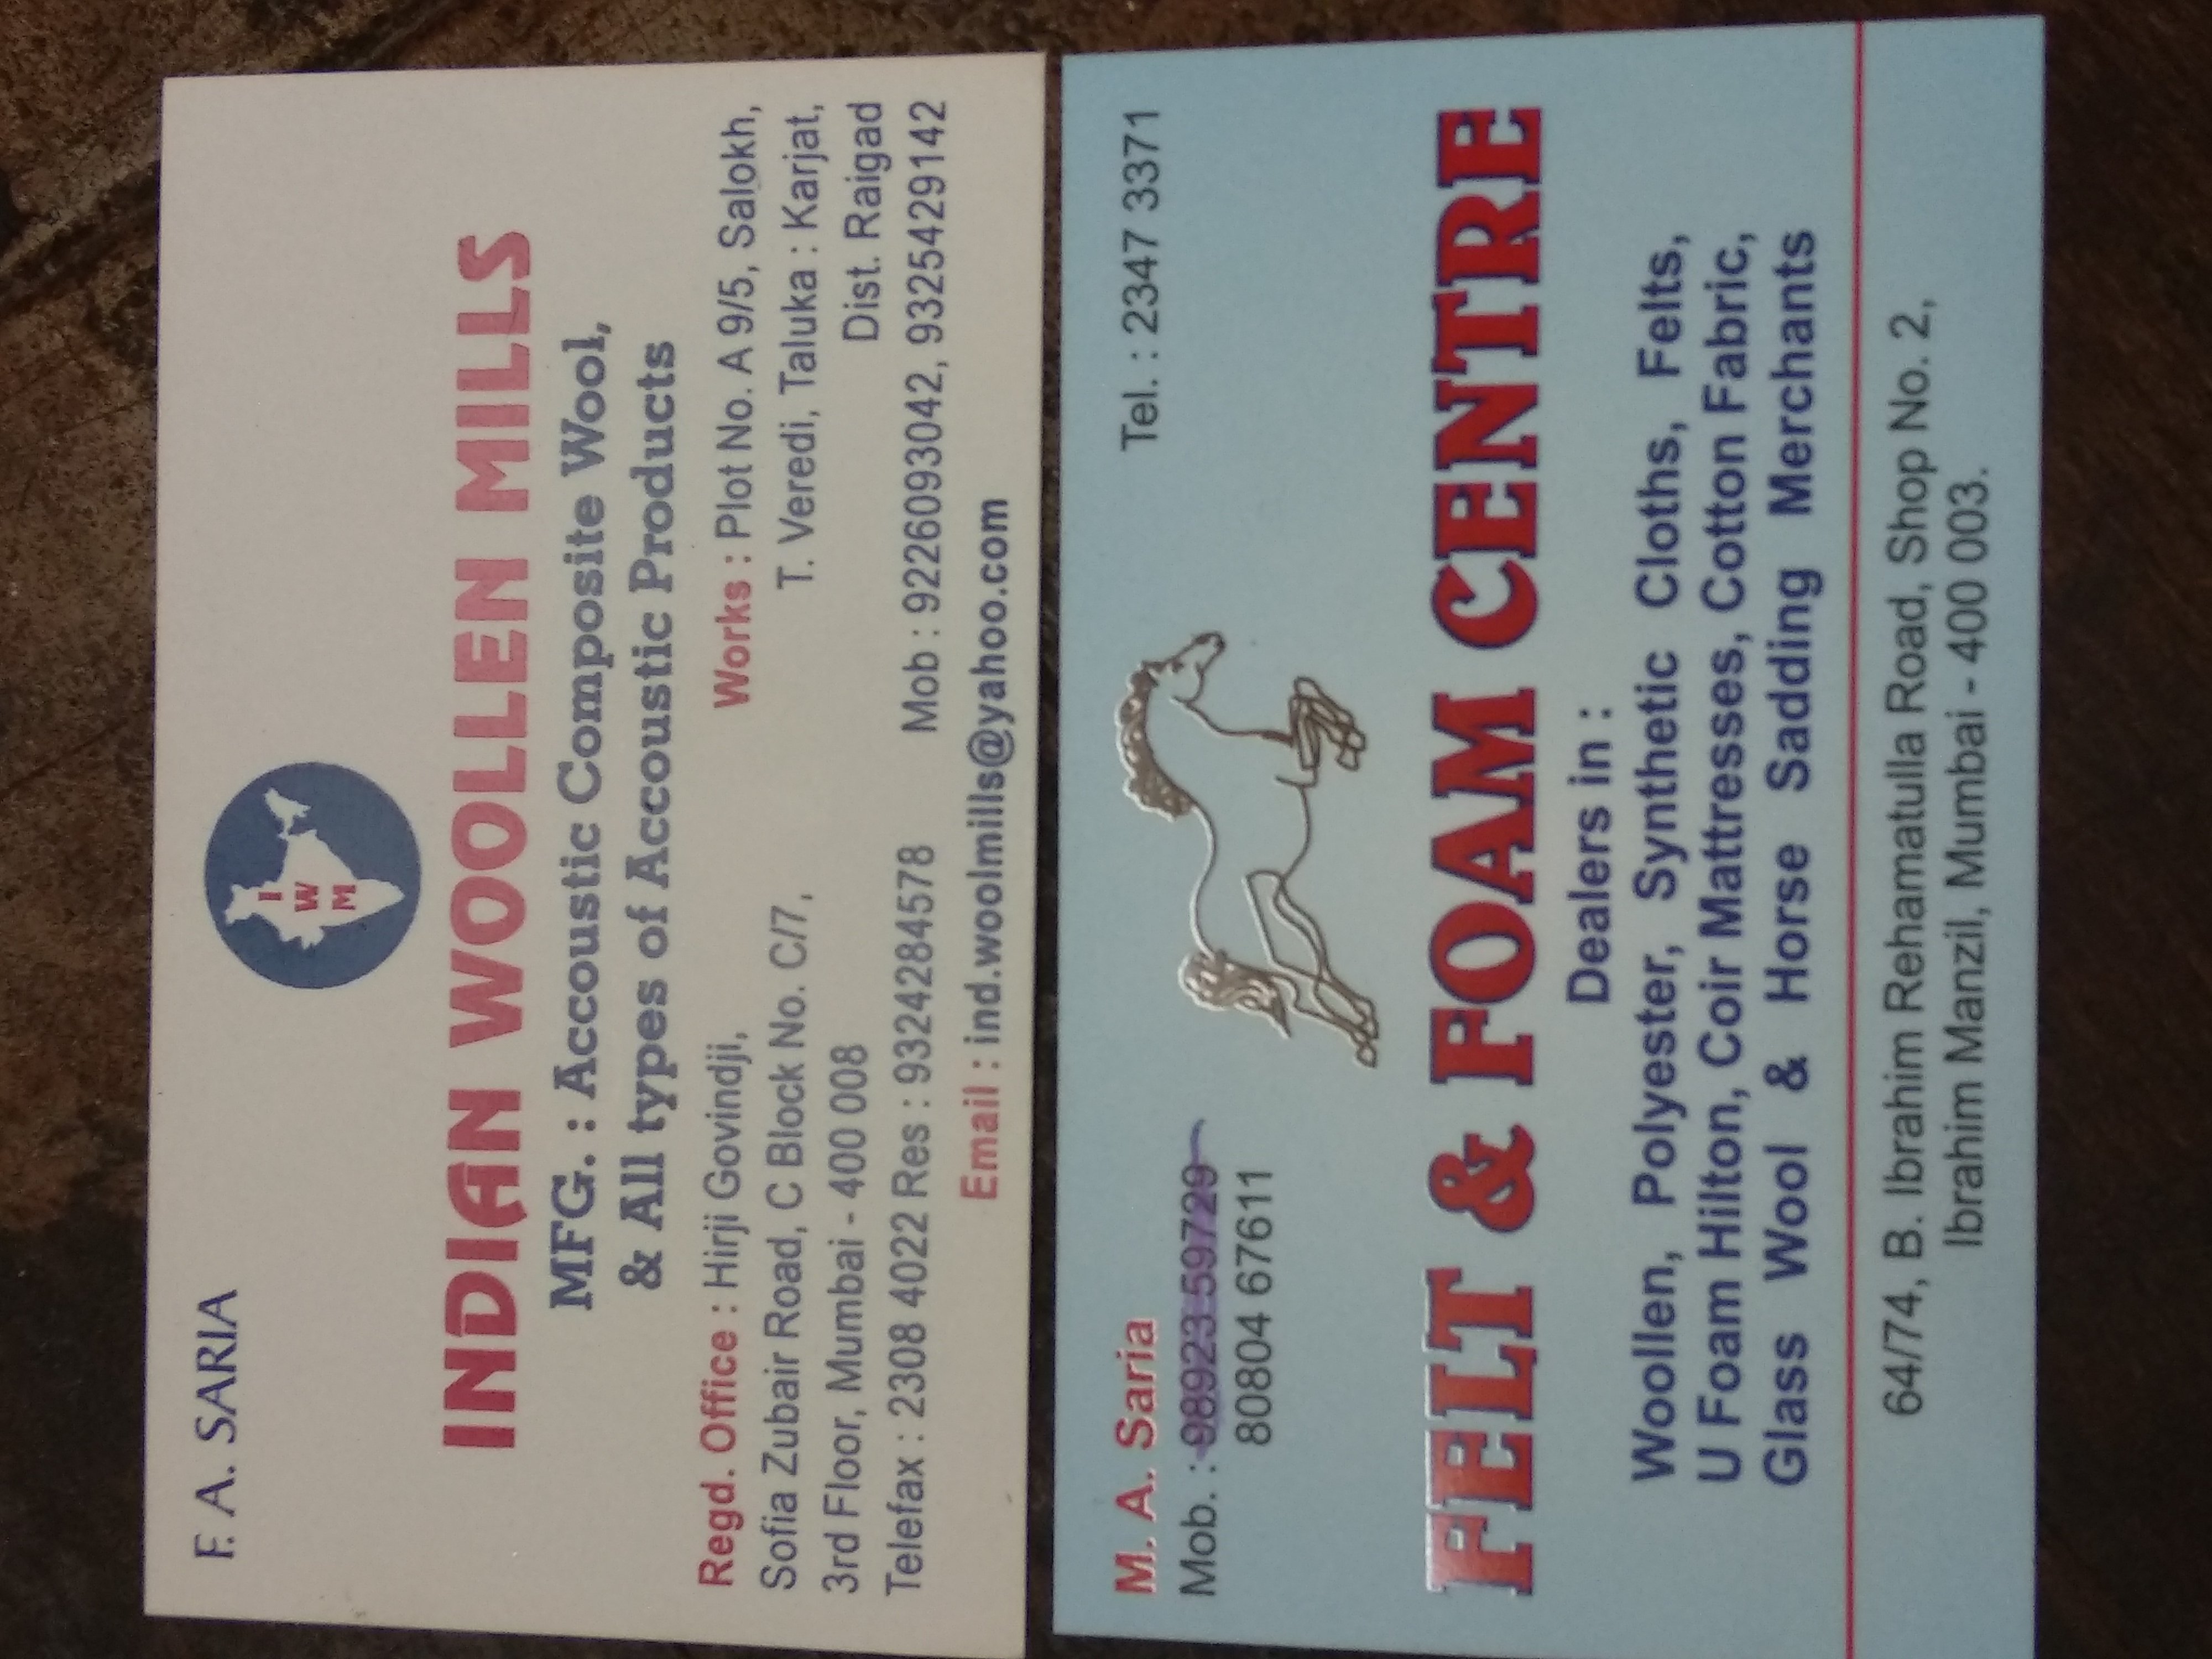 F. A. SARIA
I
W
M
INDIAN WOOLLEN MILLS
MFG. : Accoustic Composite Wool,
& All types of Accoustic Products
Regd. Office : Hirji Govindji,
Sofia Zubair Road, C Block No. C/7,
3rd Floor, Mumbai - 400 008
Telefax : 2308 4022 Res : 9324284578
Works : Plot No. A 9/5, Salokh,
T. Veredi, Taluka : Karjat,
Dist. Raigad
Mob : 9226093042, 9325429142
Email : ind.woolmills@yahoo.com
M. A. Saria
Mob. : 98923 59729
80804 67611
Tel. : 2347 3371
FELT & FOAM CENTRE
Dealers in :
Woollen, Polyester, Synthetic Cloths, Felts,
U Foam Hilton, Coir Mattresses, Cotton Fabric,
Glass Wool & Horse Sadding Merchants
64/74, B. Ibrahim Rehamatulla Road, Shop No. 2,
Ibrahim Manzil, Mumbai - 400 003.